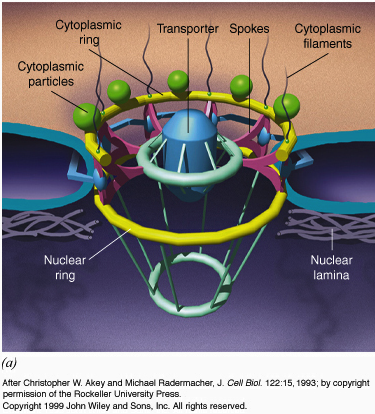 Cytoplasmic
ring
Transporter
Spokes
Cytoplasmic
filaments
Cytoplasmic
particles
Nuclear
ring
Nuclear
lamina
(a)
After Christopher W. Akey and Michael Radermacher, J. Cell Biol. 122:15, 1993; by copyright
permission of the Rockeller University Press.
Copyright 1999 John Wiley and Sons, Inc. All rights reserved.